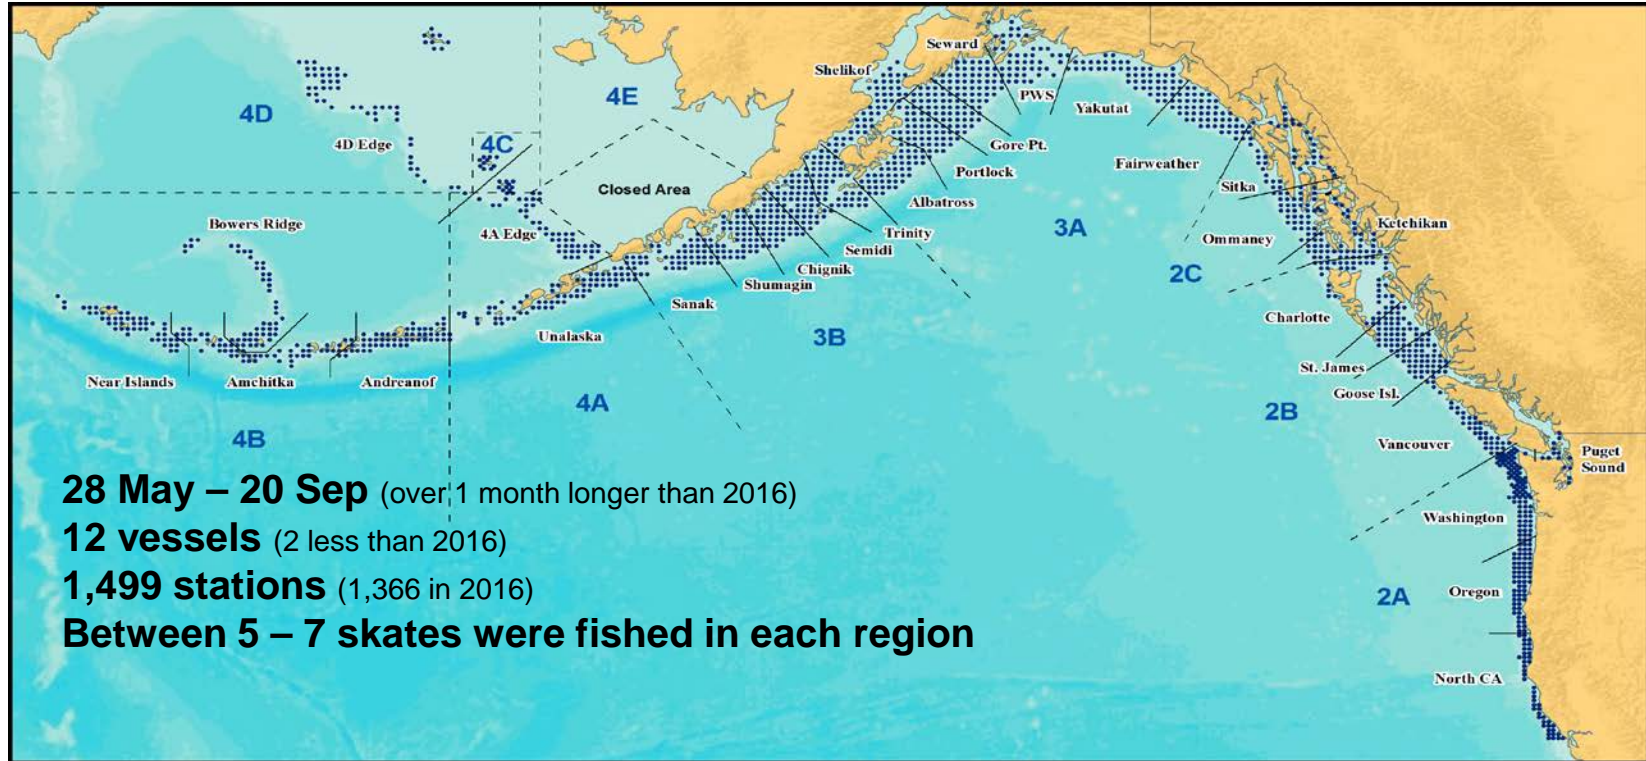 Seward
Shelikof
4E
PWS
4D
Yakutat
4D Edge
4C
Gore Pt.
Fairweather
Portlock
Closed Area
Sitka
Albatross
Bowers Ridge
Ketchikan
4A Edge
3A
Trinity
Ommaney
Semidi
2C
Chignik
Shumagin
Sanak
Charlotte
Unalaska
3B
St. James
Near Islands
Amchitka
Andreanof
Goose Isl.
4A
2B
4B
Vancouver
Puget
Sound
28 May – 20 Sep (over 1 month longer than 2016)
Washington
12 vessels (2 less than 2016)
1,499 stations (1,366 in 2016)
2A
Oregon
Between 5 – 7 skates were fished in each region
North CA